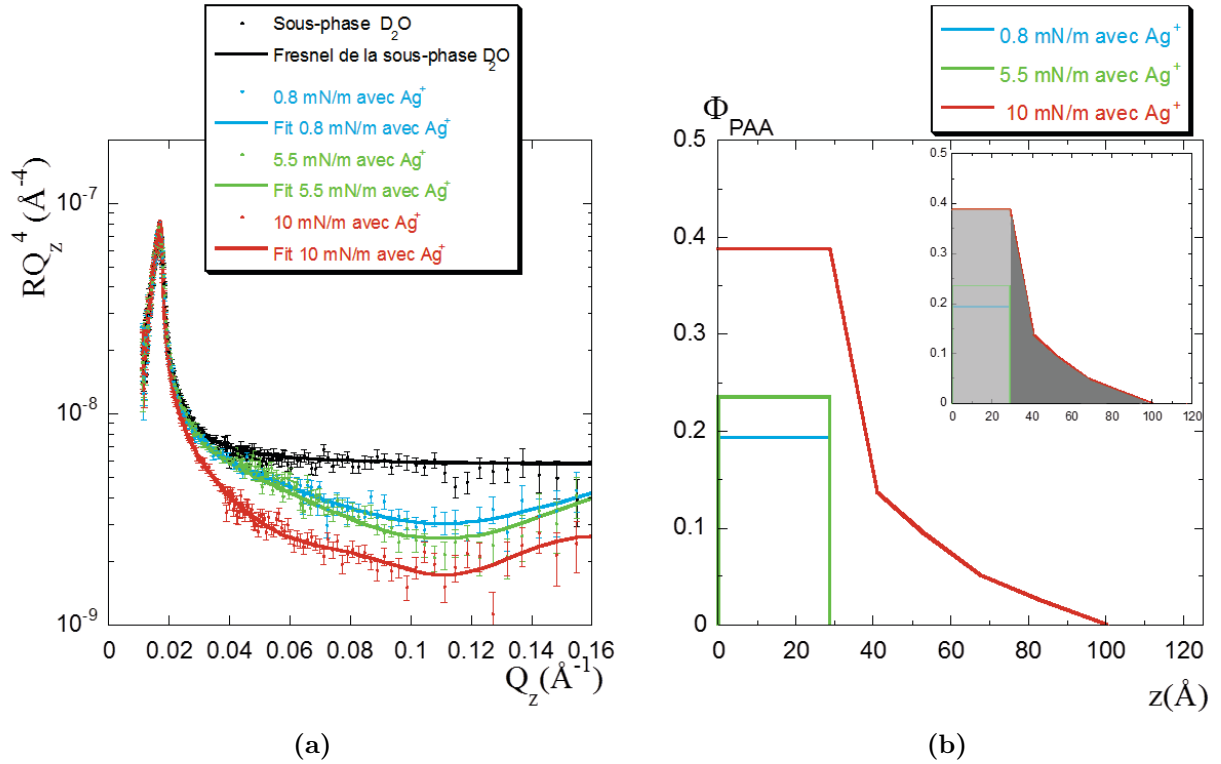 Sous-phase D₂O
Fresnel de la sous-phase D₂O
0.8 mN/m avec Ag⁺
Fit 0.8 mN/m avec Ag⁺
5.5 mN/m avec Ag⁺
Fit 5.5 mN/m avec Ag⁺
10 mN/m avec Ag⁺
Fit 10 mN/m avec Ag⁺
RQ_z⁴ (Å⁻⁴)
10⁻⁷
10⁻⁸
10⁻⁹
0 0.02 0.04 0.06 0.08 0.1 0.12 0.14 0.16
Q_z(Å⁻¹)
(a)
0.8 mN/m avec Ag⁺
5.5 mN/m avec Ag⁺
10 mN/m avec Ag⁺
Φ_PAA
0.5
0.4
0.3
0.2
0.1
0
0 20 40 60 80 100 120
z(Å)
0.5
0.4
0.3
0.2
0.1
0
0 20 40 60 80 100 120
(b)